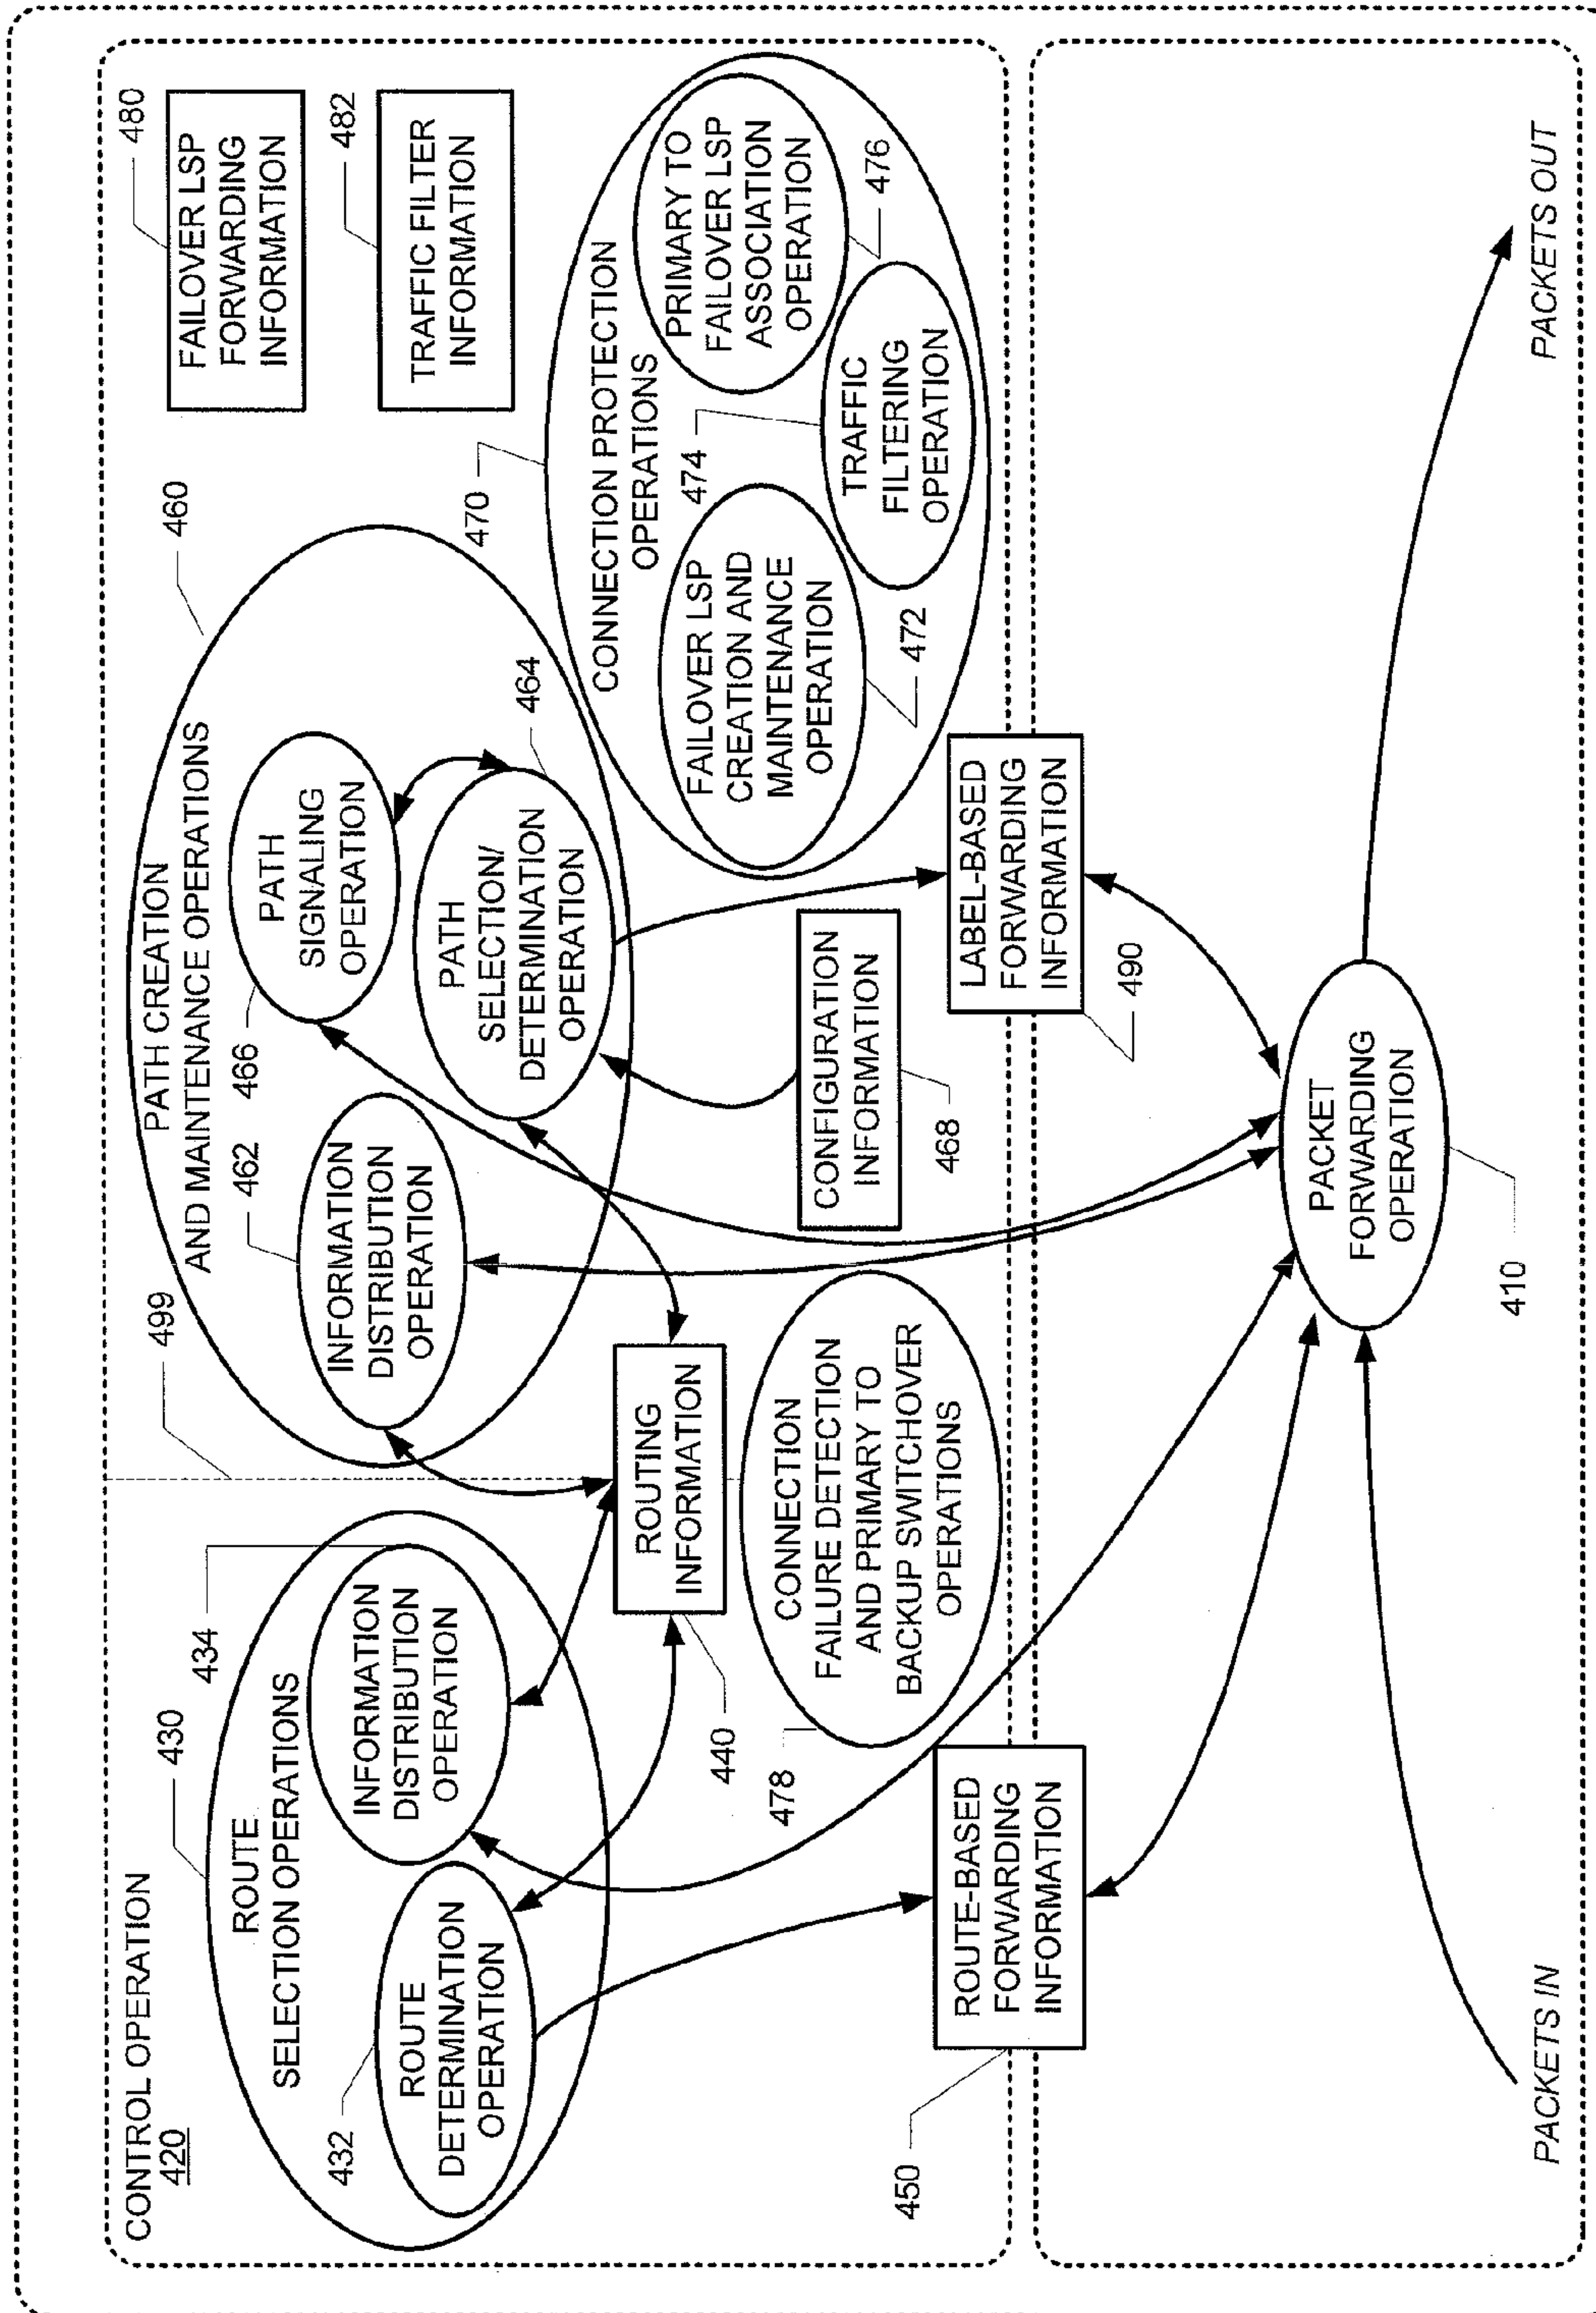 CONTROL OPERATION
420
430
ROUTE
SELECTION OPERATIONS
434
432
ROUTE
DETERMINATION
OPERATION
INFORMATION
DISTRIBUTION
OPERATION
499
PATH CREATION
AND MAINTENANCE OPERATIONS
460
462
INFORMATION
DISTRIBUTION
OPERATION
466
PATH
SIGNALING
OPERATION
464
PATH
SELECTION/
DETERMINATION
OPERATION
480
FAILOVER LSP
FORWARDING
INFORMATION
482
TRAFFIC FILTER
INFORMATION
470
CONNECTION PROTECTION
OPERATIONS
472
FAILOVER LSP
CREATION AND
MAINTENANCE
OPERATION
474
TRAFFIC
FILTERING
OPERATION
476
PRIMARY TO
FAILOVER LSP
ASSOCIATION
OPERATION
ROUTING
INFORMATION
440
478
CONNECTION
FAILURE DETECTION
AND PRIMARY TO
BACKUP SWITCHOVER
OPERATIONS
CONFIGURATION
INFORMATION
468
450
ROUTE-BASED
FORWARDING
INFORMATION
LABEL-BASED
FORWARDING
INFORMATION
490
PACKET
FORWARDING
OPERATION
410
PACKETS IN
PACKETS OUT